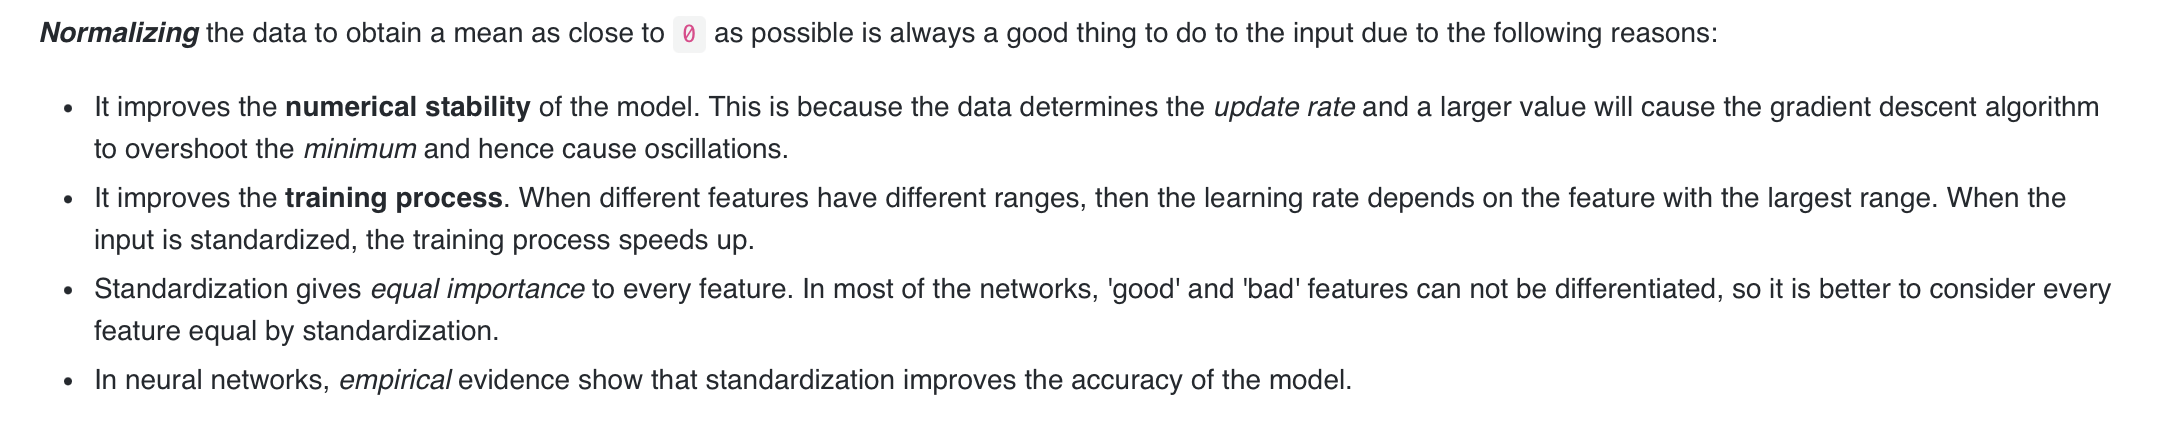 Normalizing the data to obtain a mean as close to 0 as possible is always a good thing to do to the input due to the following reasons:
• It improves the numerical stability of the model. This is because the data determines the update rate and a larger value will cause the gradient descent algorithm
to overshoot the minimum and hence cause oscillations.
• It improves the training process. When different features have different ranges, then the learning rate depends on the feature with the largest range. When the
input is standardized, the training process speeds up.
• Standardization gives equal importance to every feature. In most of the networks, 'good' and 'bad' features can not be differentiated, so it is better to consider every
feature equal by standardization.
• In neural networks, empirical evidence show that standardization improves the accuracy of the model.